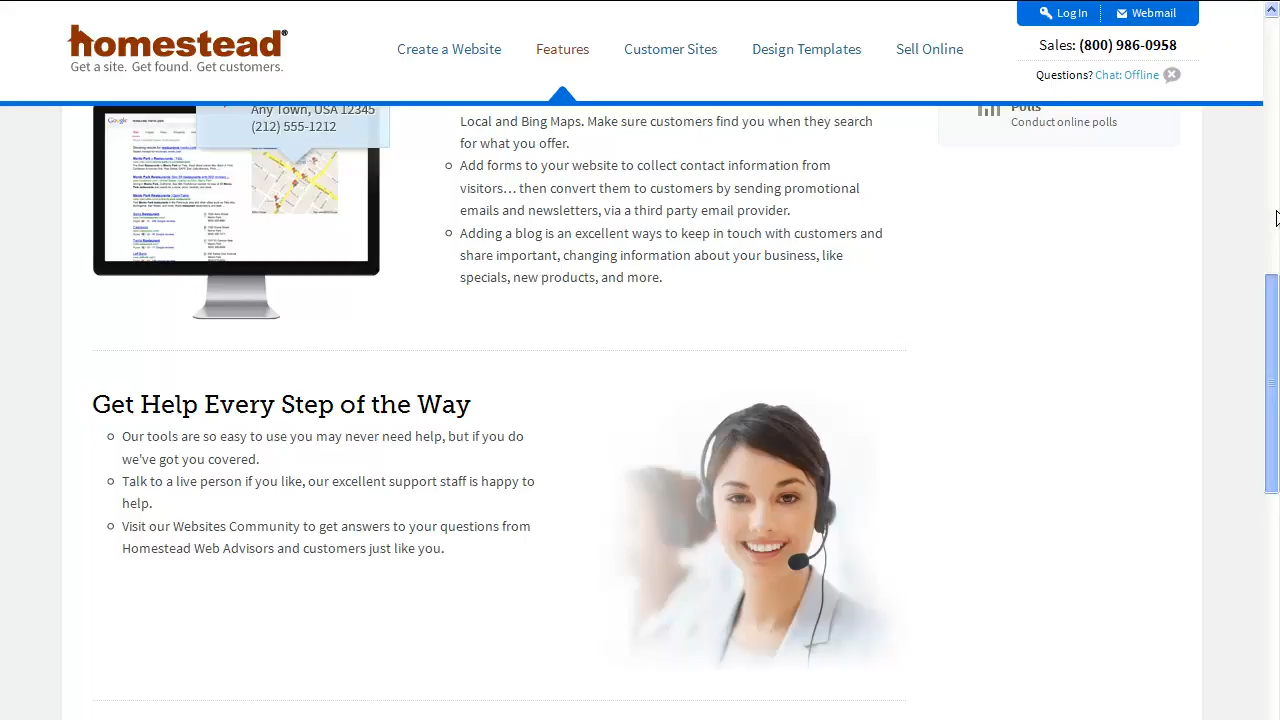 Log In
Webmail
homestead®
Get a site. Get found. Get customers.
Create a Website
Features
Customer Sites
Design Templates
Sell Online
Sales: (800) 986-0958
Questions? Chat: Offline
Any Town, USA 12345
(212) 555-1212
Google
Polls
Conduct online polls
Local and Bing Maps. Make sure customers find you when they search
for what you offer.
Add forms to your site to collect contact information from
visitors… then convert them to customers by sending promotional
email and newsletters via a third party email provider.
Adding a blog is an excellent way to keep in touch with customers and
share important, changing information about your business, like
specials, new products, and more.
Get Help Every Step of the Way
Our tools are so easy to use you may never need help, but if you do
we've got you covered.
Talk to a live person if you like, our excellent support staff is happy to
help.
Visit our Websites Community to get answers to your questions from
Homestead Web Advisors and customers just like you.